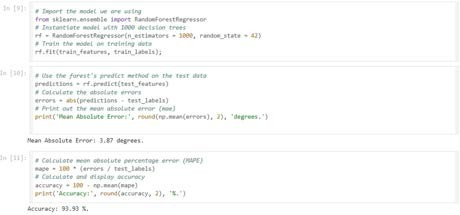 In [9]:
# Import the model we are using
from sklearn.ensemble import RandomForestRegressor
# Instantiate model with 1000 decision trees
rf = RandomForestRegressor(n_estimators = 1000, random_state = 42)
# Train the model on training data
rf.fit(train_features, train_labels);
In [10]:
# Use the forest's predict method on the test data
predictions = rf.predict(test_features)
# Calculate the absolute errors
errors = abs(predictions - test_labels)
# Print out the mean absolute error (mae)
print('Mean Absolute Error:', round(np.mean(errors), 2), 'degrees.')
Mean Absolute Error: 3.87 degrees.
In [11]:
# Calculate mean absolute percentage error (MAPE)
mape = 100 * (errors / test_labels)
# Calculate and display accuracy
accuracy = 100 - np.mean(mape)
print('Accuracy:', round(accuracy, 2), '%.')
Accuracy: 93.93 %.